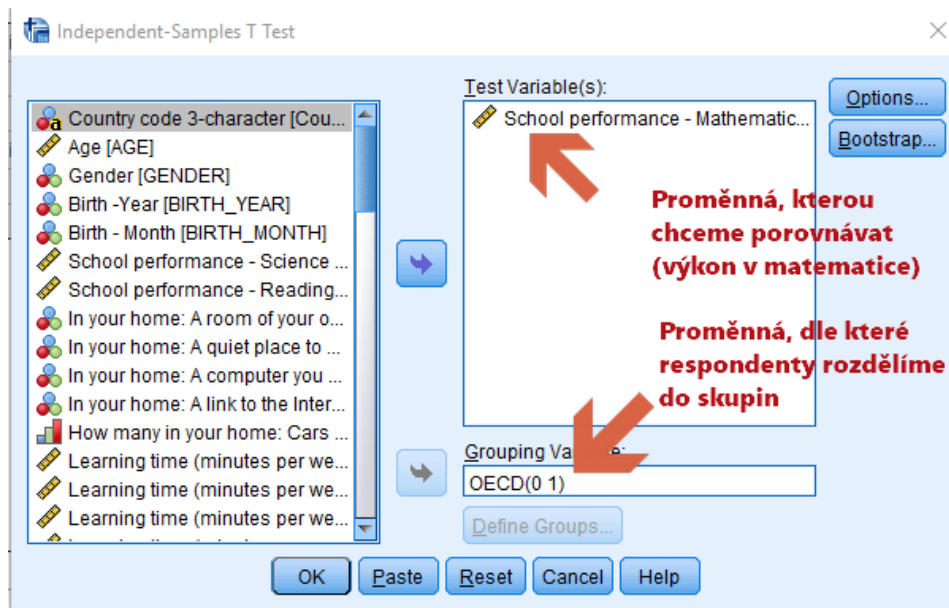 Independent-Samples T Test
Test Variable(s):
Country code 3-character [Cou...
Age [AGE]
Gender [GENDER]
Birth -Year [BIRTH_YEAR]
Birth - Month [BIRTH_MONTH]
School performance - Science ...
School performance - Reading...
In your home: A room of your o...
In your home: A quiet place to ...
In your home: A computer you ...
In your home: A link to the Inter...
How many in your home: Cars ...
Learning time (minutes per we...
Learning time (minutes per we...
Learning time (minutes per we...
School performance - Mathematic...
Options...
Bootstrap...
Proměnná, kterou
chceme porovnávat
(výkon v matematice)
Proměnná, dle které
respondenty rozdělíme
do skupin
Grouping Va e:
OECD(0 1)
Define Groups...
OK
Paste
Reset
Cancel
Help